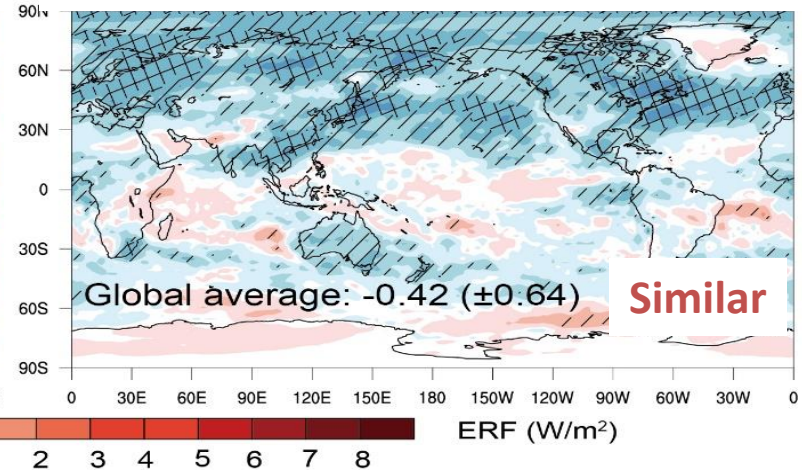 90N
60N
30N
0
30S
Global average: -0.42 (±0.64)
Similar
60S
90S
0 30E 60E 90E 120E 150E 180 150W 120W 90W 60W 30W 0
ERF (W/m²)
2 3 4 5 6 7 8